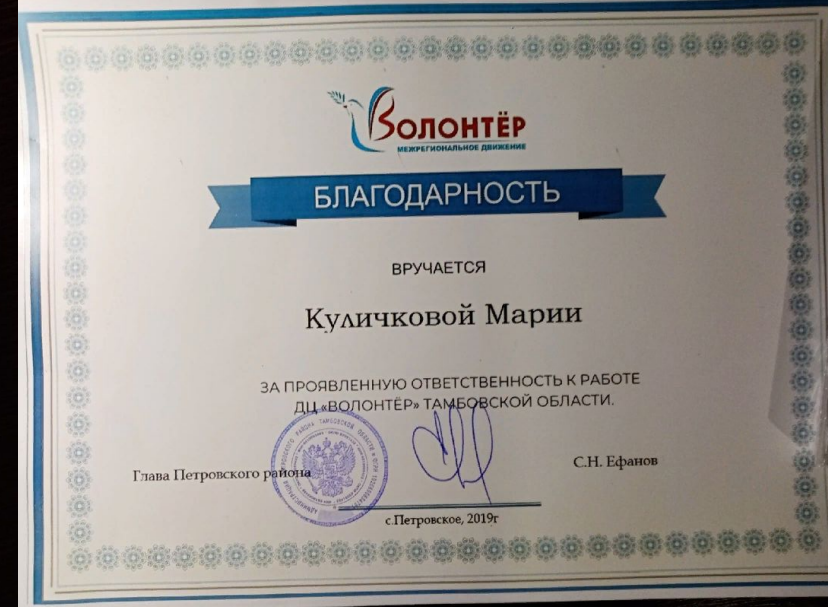 Волонтёр
МЕЖРЕГИОНАЛЬНОЕ ДВИЖЕНИЕ
БЛАГОДАРНОСТЬ
ВРУЧАЕТСЯ
Куличковой Марии
ЗА ПРОЯВЛЕННУЮ ОТВЕТСТВЕННОСТЬ К РАБОТЕ
ДЦ «ВОЛОНТЁР» ТАМБОВСКОЙ ОБЛАСТИ.
Глава Петровского района
С.Н. Ефанов
с.Петровское, 2019г